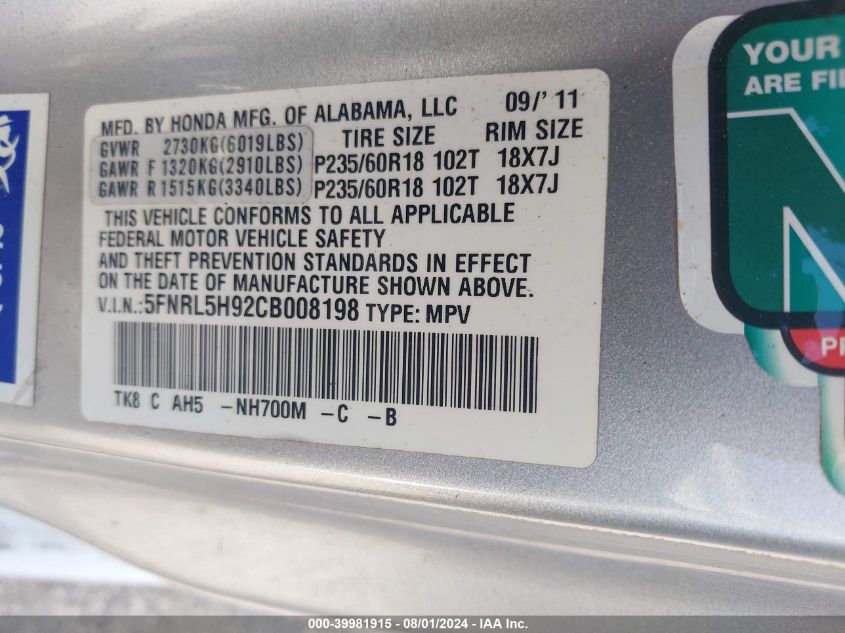 MFD. BY HONDA MFG. OF ALABAMA, LLC 09/' 11
GVWR 2730KG(6019LBS) TIRE SIZE RIM SIZE
GAWR F 1320KG(2910LBS) P235/60R18 102T 18X7J
GAWR R 1515KG(3340LBS) P235/60R18 102T 18X7J
THIS VEHICLE CONFORMS TO ALL APPLICABLE
FEDERAL MOTOR VEHICLE SAFETY
AND THEFT PREVENTION STANDARDS IN EFFECT
ON THE DATE OF MANUFACTURE SHOWN ABOVE.
V.I.N.:5FNRL5H92CB008198 TYPE: MPV
TK8 C AH5 -NH700M -C -B
YOUR
ARE FIL
N
PR
000-39981915 - 08/01/2024 - IAA Inc.